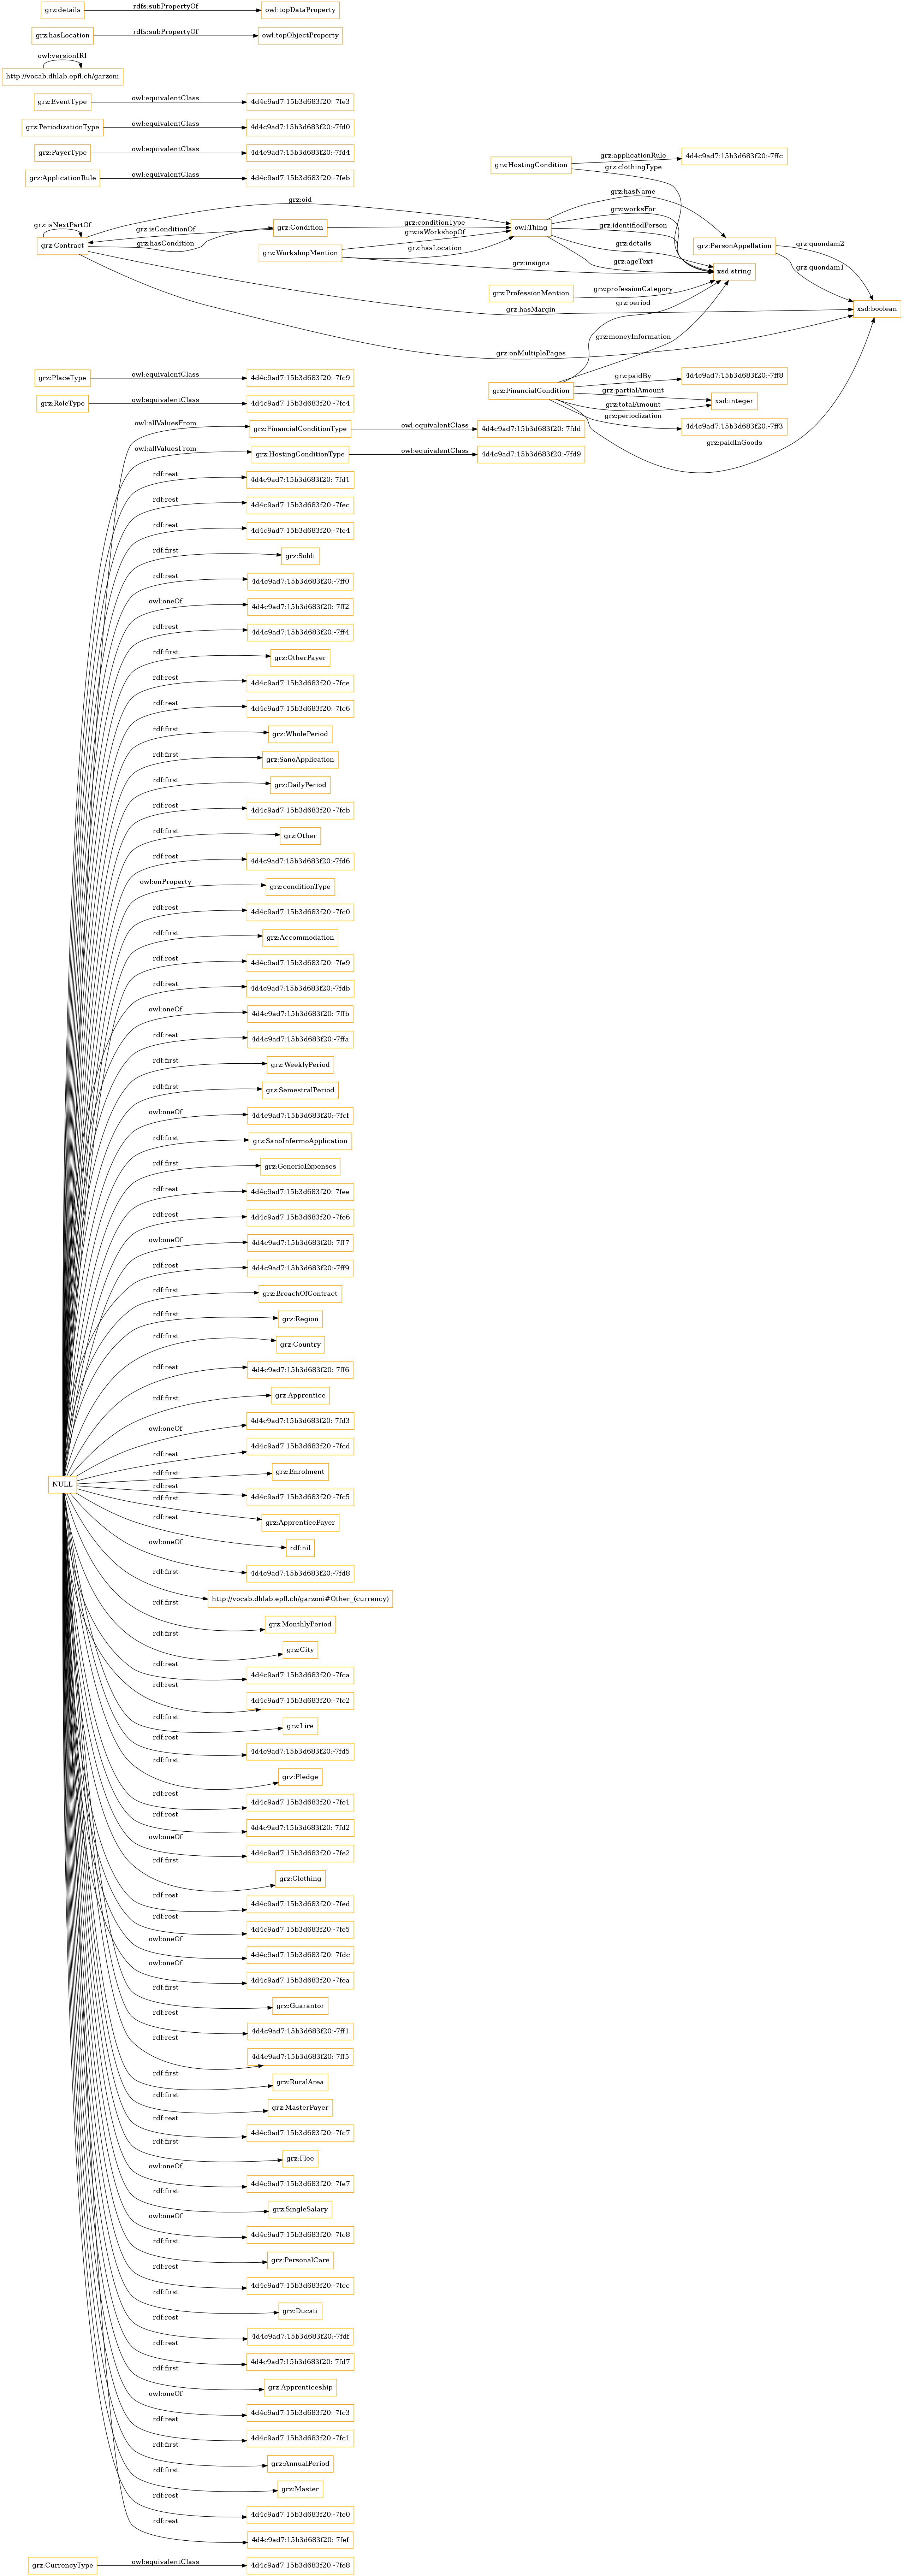 grz:details
rdfs:subPropertyOf
owl:topDataProperty
grz:hasLocation
rdfs:subPropertyOf
owl:topObjectProperty
owl:versionIRI
http://vocab.dhlab.epfl.ch/garzoni
grz:EventType
owl:equivalentClass
4d4c9ad7:15b3d683f20:-7fe3
grz:PeriodizationType
owl:equivalentClass
4d4c9ad7:15b3d683f20:-7fd0
grz:PayerType
owl:equivalentClass
4d4c9ad7:15b3d683f20:-7fd4
grz:ApplicationRule
owl:equivalentClass
4d4c9ad7:15b3d683f20:-7feb
grz:HostingCondition
grz:applicationRule
4d4c9ad7:15b3d683f20:-7ffc
grz:clothingType
grz:oid
grz:isNextPartOf
grz:Contract
grz:isConditionOf
grz:hasCondition
grz:Condition
grz:conditionType
grz:isWorkshopOf
grz:WorkshopMention
grz:hasLocation
grz:insigna
owl:Thing
grz:hasName
grz:worksFor
grz:identifiedPerson
grz:details
grz:ageText
grz:PersonAppellation
grz:quondam2
grz:quondam1
xsd:string
grz:ProfessionMention
grz:professionCategory
grz:period
grz:hasMargin
xsd:boolean
grz:moneyInformation
grz:onMultiplePages
grz:PlaceType
owl:equivalentClass
4d4c9ad7:15b3d683f20:-7fc9
grz:FinancialCondition
grz:paidBy
4d4c9ad7:15b3d683f20:-7ff8
grz:partialAmount
xsd:integer
grz:totalAmount
grz:periodization
4d4c9ad7:15b3d683f20:-7ff3
grz:paidInGoods
grz:RoleType
owl:equivalentClass
4d4c9ad7:15b3d683f20:-7fc4
owl:allValuesFrom
grz:FinancialConditionType
owl:equivalentClass
4d4c9ad7:15b3d683f20:-7fdd
owl:allValuesFrom
grz:HostingConditionType
owl:equivalentClass
4d4c9ad7:15b3d683f20:-7fd9
rdf:rest
4d4c9ad7:15b3d683f20:-7fd1
rdf:rest
4d4c9ad7:15b3d683f20:-7fec
rdf:rest
4d4c9ad7:15b3d683f20:-7fe4
rdf:first
grz:Soldi
rdf:rest
4d4c9ad7:15b3d683f20:-7ff0
owl:oneOf
4d4c9ad7:15b3d683f20:-7ff2
rdf:rest
4d4c9ad7:15b3d683f20:-7ff4
rdf:first
grz:OtherPayer
rdf:rest
4d4c9ad7:15b3d683f20:-7fce
rdf:rest
4d4c9ad7:15b3d683f20:-7fc6
rdf:first
grz:WholePeriod
rdf:first
grz:SanoApplication
rdf:first
grz:DailyPeriod
rdf:rest
4d4c9ad7:15b3d683f20:-7fcb
rdf:first
grz:Other
rdf:rest
4d4c9ad7:15b3d683f20:-7fd6
owl:onProperty
grz:conditionType
rdf:rest
4d4c9ad7:15b3d683f20:-7fc0
rdf:first
grz:Accommodation
rdf:rest
4d4c9ad7:15b3d683f20:-7fe9
rdf:rest
4d4c9ad7:15b3d683f20:-7fdb
owl:oneOf
4d4c9ad7:15b3d683f20:-7ffb
rdf:rest
4d4c9ad7:15b3d683f20:-7ffa
rdf:first
grz:WeeklyPeriod
rdf:first
grz:SemestralPeriod
owl:oneOf
4d4c9ad7:15b3d683f20:-7fcf
rdf:first
grz:SanoInfermoApplication
rdf:first
grz:GenericExpenses
rdf:rest
4d4c9ad7:15b3d683f20:-7fee
rdf:rest
4d4c9ad7:15b3d683f20:-7fe6
owl:oneOf
4d4c9ad7:15b3d683f20:-7ff7
rdf:rest
4d4c9ad7:15b3d683f20:-7ff9
rdf:first
grz:BreachOfContract
rdf:first
grz:Region
rdf:first
grz:Country
rdf:rest
4d4c9ad7:15b3d683f20:-7ff6
rdf:first
grz:Apprentice
owl:oneOf
4d4c9ad7:15b3d683f20:-7fd3
rdf:rest
4d4c9ad7:15b3d683f20:-7fcd
rdf:first
grz:Enrolment
NULL
rdf:rest
4d4c9ad7:15b3d683f20:-7fc5
rdf:first
grz:ApprenticePayer
rdf:rest
rdf:nil
owl:oneOf
4d4c9ad7:15b3d683f20:-7fd8
rdf:first
http://vocab.dhlab.epfl.ch/garzoni#Other_(currency)
rdf:first
grz:MonthlyPeriod
rdf:first
grz:City
rdf:rest
4d4c9ad7:15b3d683f20:-7fca
rdf:rest
4d4c9ad7:15b3d683f20:-7fc2
rdf:first
grz:Lire
rdf:rest
4d4c9ad7:15b3d683f20:-7fd5
rdf:first
grz:Pledge
rdf:rest
4d4c9ad7:15b3d683f20:-7fe1
rdf:rest
4d4c9ad7:15b3d683f20:-7fd2
owl:oneOf
4d4c9ad7:15b3d683f20:-7fe2
rdf:first
grz:Clothing
rdf:rest
4d4c9ad7:15b3d683f20:-7fed
rdf:rest
4d4c9ad7:15b3d683f20:-7fe5
owl:oneOf
4d4c9ad7:15b3d683f20:-7fdc
owl:oneOf
4d4c9ad7:15b3d683f20:-7fea
rdf:first
grz:Guarantor
rdf:rest
4d4c9ad7:15b3d683f20:-7ff1
rdf:rest
4d4c9ad7:15b3d683f20:-7ff5
rdf:first
grz:RuralArea
rdf:first
grz:MasterPayer
rdf:rest
4d4c9ad7:15b3d683f20:-7fc7
rdf:first
grz:Flee
owl:oneOf
4d4c9ad7:15b3d683f20:-7fe7
rdf:first
grz:SingleSalary
owl:oneOf
4d4c9ad7:15b3d683f20:-7fc8
rdf:first
grz:PersonalCare
rdf:rest
4d4c9ad7:15b3d683f20:-7fcc
rdf:first
grz:Ducati
rdf:rest
4d4c9ad7:15b3d683f20:-7fdf
rdf:rest
4d4c9ad7:15b3d683f20:-7fd7
rdf:first
grz:Apprenticeship
owl:oneOf
4d4c9ad7:15b3d683f20:-7fc3
rdf:rest
4d4c9ad7:15b3d683f20:-7fc1
rdf:first
grz:AnnualPeriod
rdf:first
grz:Master
rdf:rest
4d4c9ad7:15b3d683f20:-7fe0
rdf:rest
4d4c9ad7:15b3d683f20:-7fef
grz:CurrencyType
owl:equivalentClass
4d4c9ad7:15b3d683f20:-7fe8